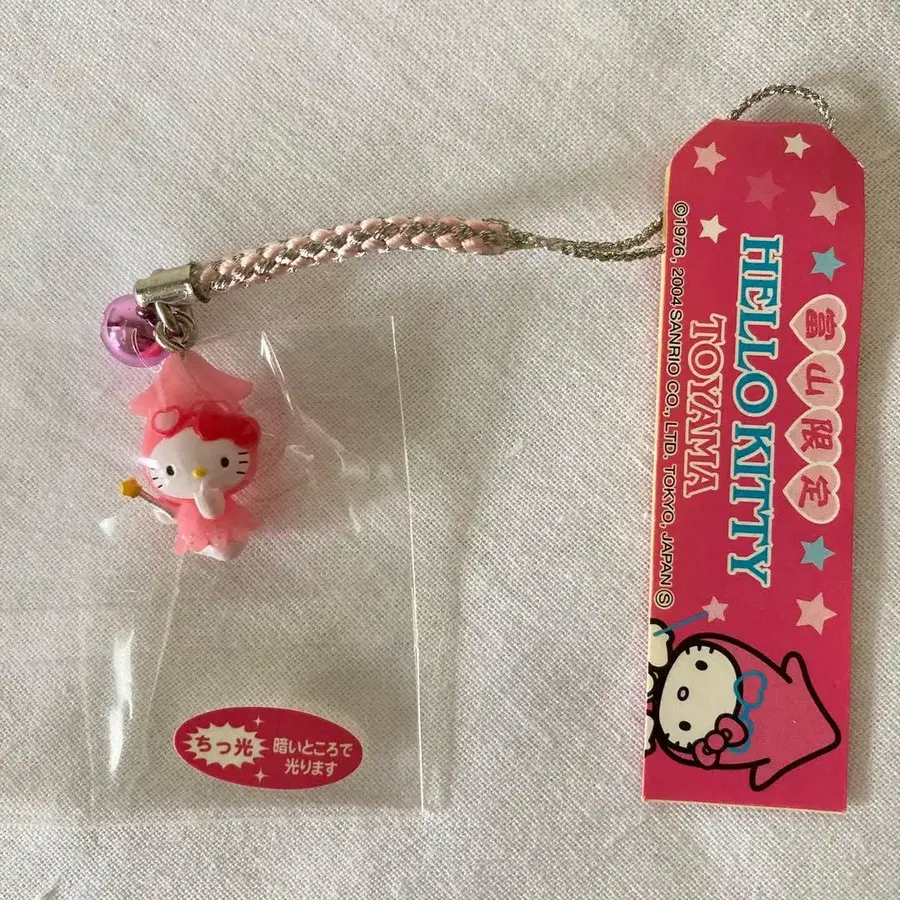 富山限定
HELLO KITTY
TOYAMA
©1976, 2004 SANRIO CO., LTD. TOKYO, JAPAN Ⓢ
ちっ光
暗いところで
光ります